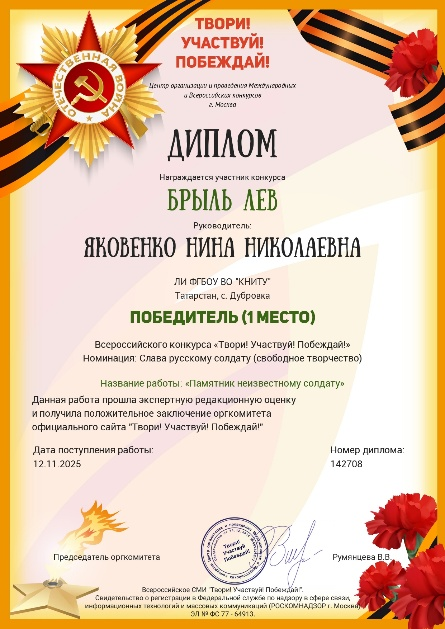 ТВОРИ!
УЧАСТВУЙ!
ПОБЕЖДАЙ!
Центр организации и проведения Международных
и Всероссийских конкурсов
г. Москва
ОТЕЧЕСТВЕННАЯ ВОЙНА
ДИПЛОМ
Награждается участник конкурса
БРЫЛЬ ЛЕВ
Руководитель:
ЯКОВЕНКО НИНА НИКОЛАЕВНА
ЛИ ФГБОУ ВО "КНИТУ"
Татарстан, с. Дубровка
ПОБЕДИТЕЛЬ (1 МЕСТО)
Всероссийского конкурса «Твори! Участвуй! Побеждай!»
Номинация: Слава русскому солдату (свободное творчество)
Название работы: «Памятник неизвестному солдату»
Данная работа прошла экспертную редакционную оценку
и получила положительное заключение оргкомитета
официального сайта "Твори! Участвуй! Побеждай!"
Дата поступления работы:
12.11.2025
Номер диплома:
142708
Председатель оргкомитета
Твори!
Участвуй
Побеждай!
Румянцева В.В.
Всероссийское СМИ "Твори! Участвуй! Побеждай!".
Свидетельство о регистрации в Федеральной службе по надзору в сфере связи,
информационных технологий и массовых коммуникаций (РОСКОМНАДЗОР г. Москва)
ЭЛ № ФС 77 - 64913.